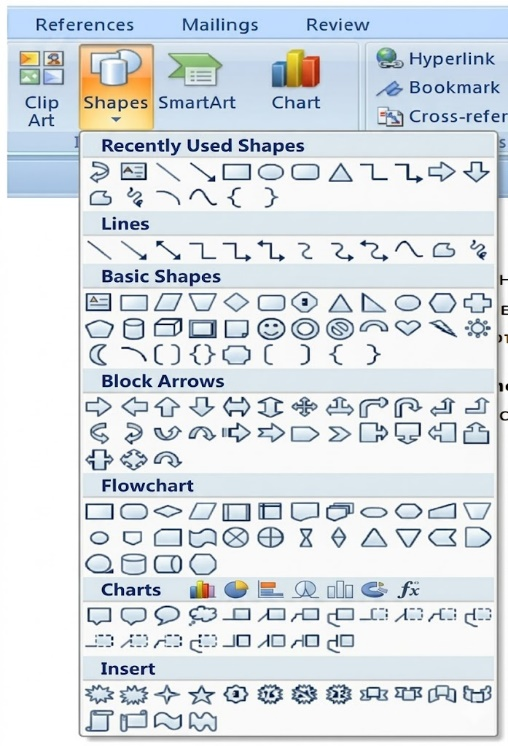 References Mailings Review
Clip Art
Shapes
SmartArt
Chart
Hyperlink
Bookmark
Cross-refer
Recently Used Shapes
Lines
Basic Shapes
Block Arrows
Flowchart
Charts fx
Insert